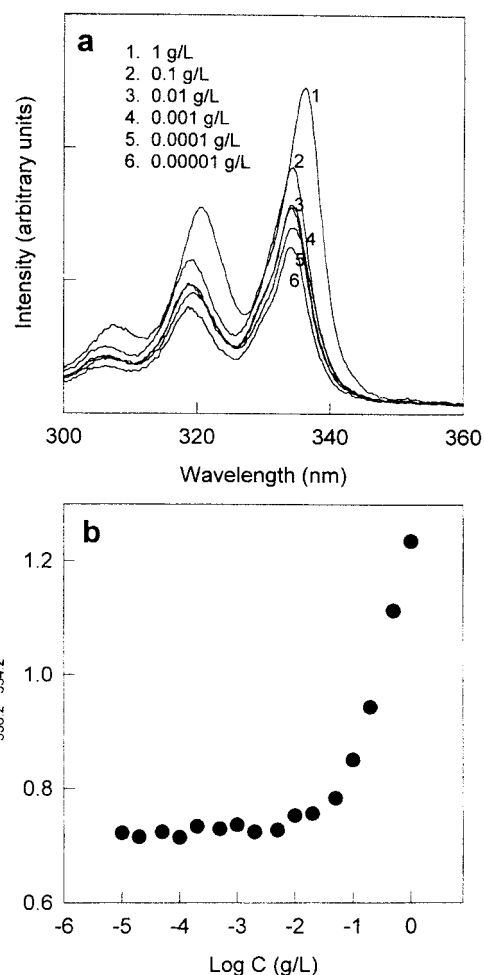 a
1. 1 g/L
2. 0.1 g/L
3. 0.01 g/L
4. 0.001 g/L
5. 0.0001 g/L
6. 0.00001 g/L
1
2
3
4
5
6
Intensity (arbitrary units)
300 320 340 360
Wavelength (nm)
b
1.2
1.0
0.8
0.6
-6 -5 -4 -3 -2 -1 0
Log C (g/L)